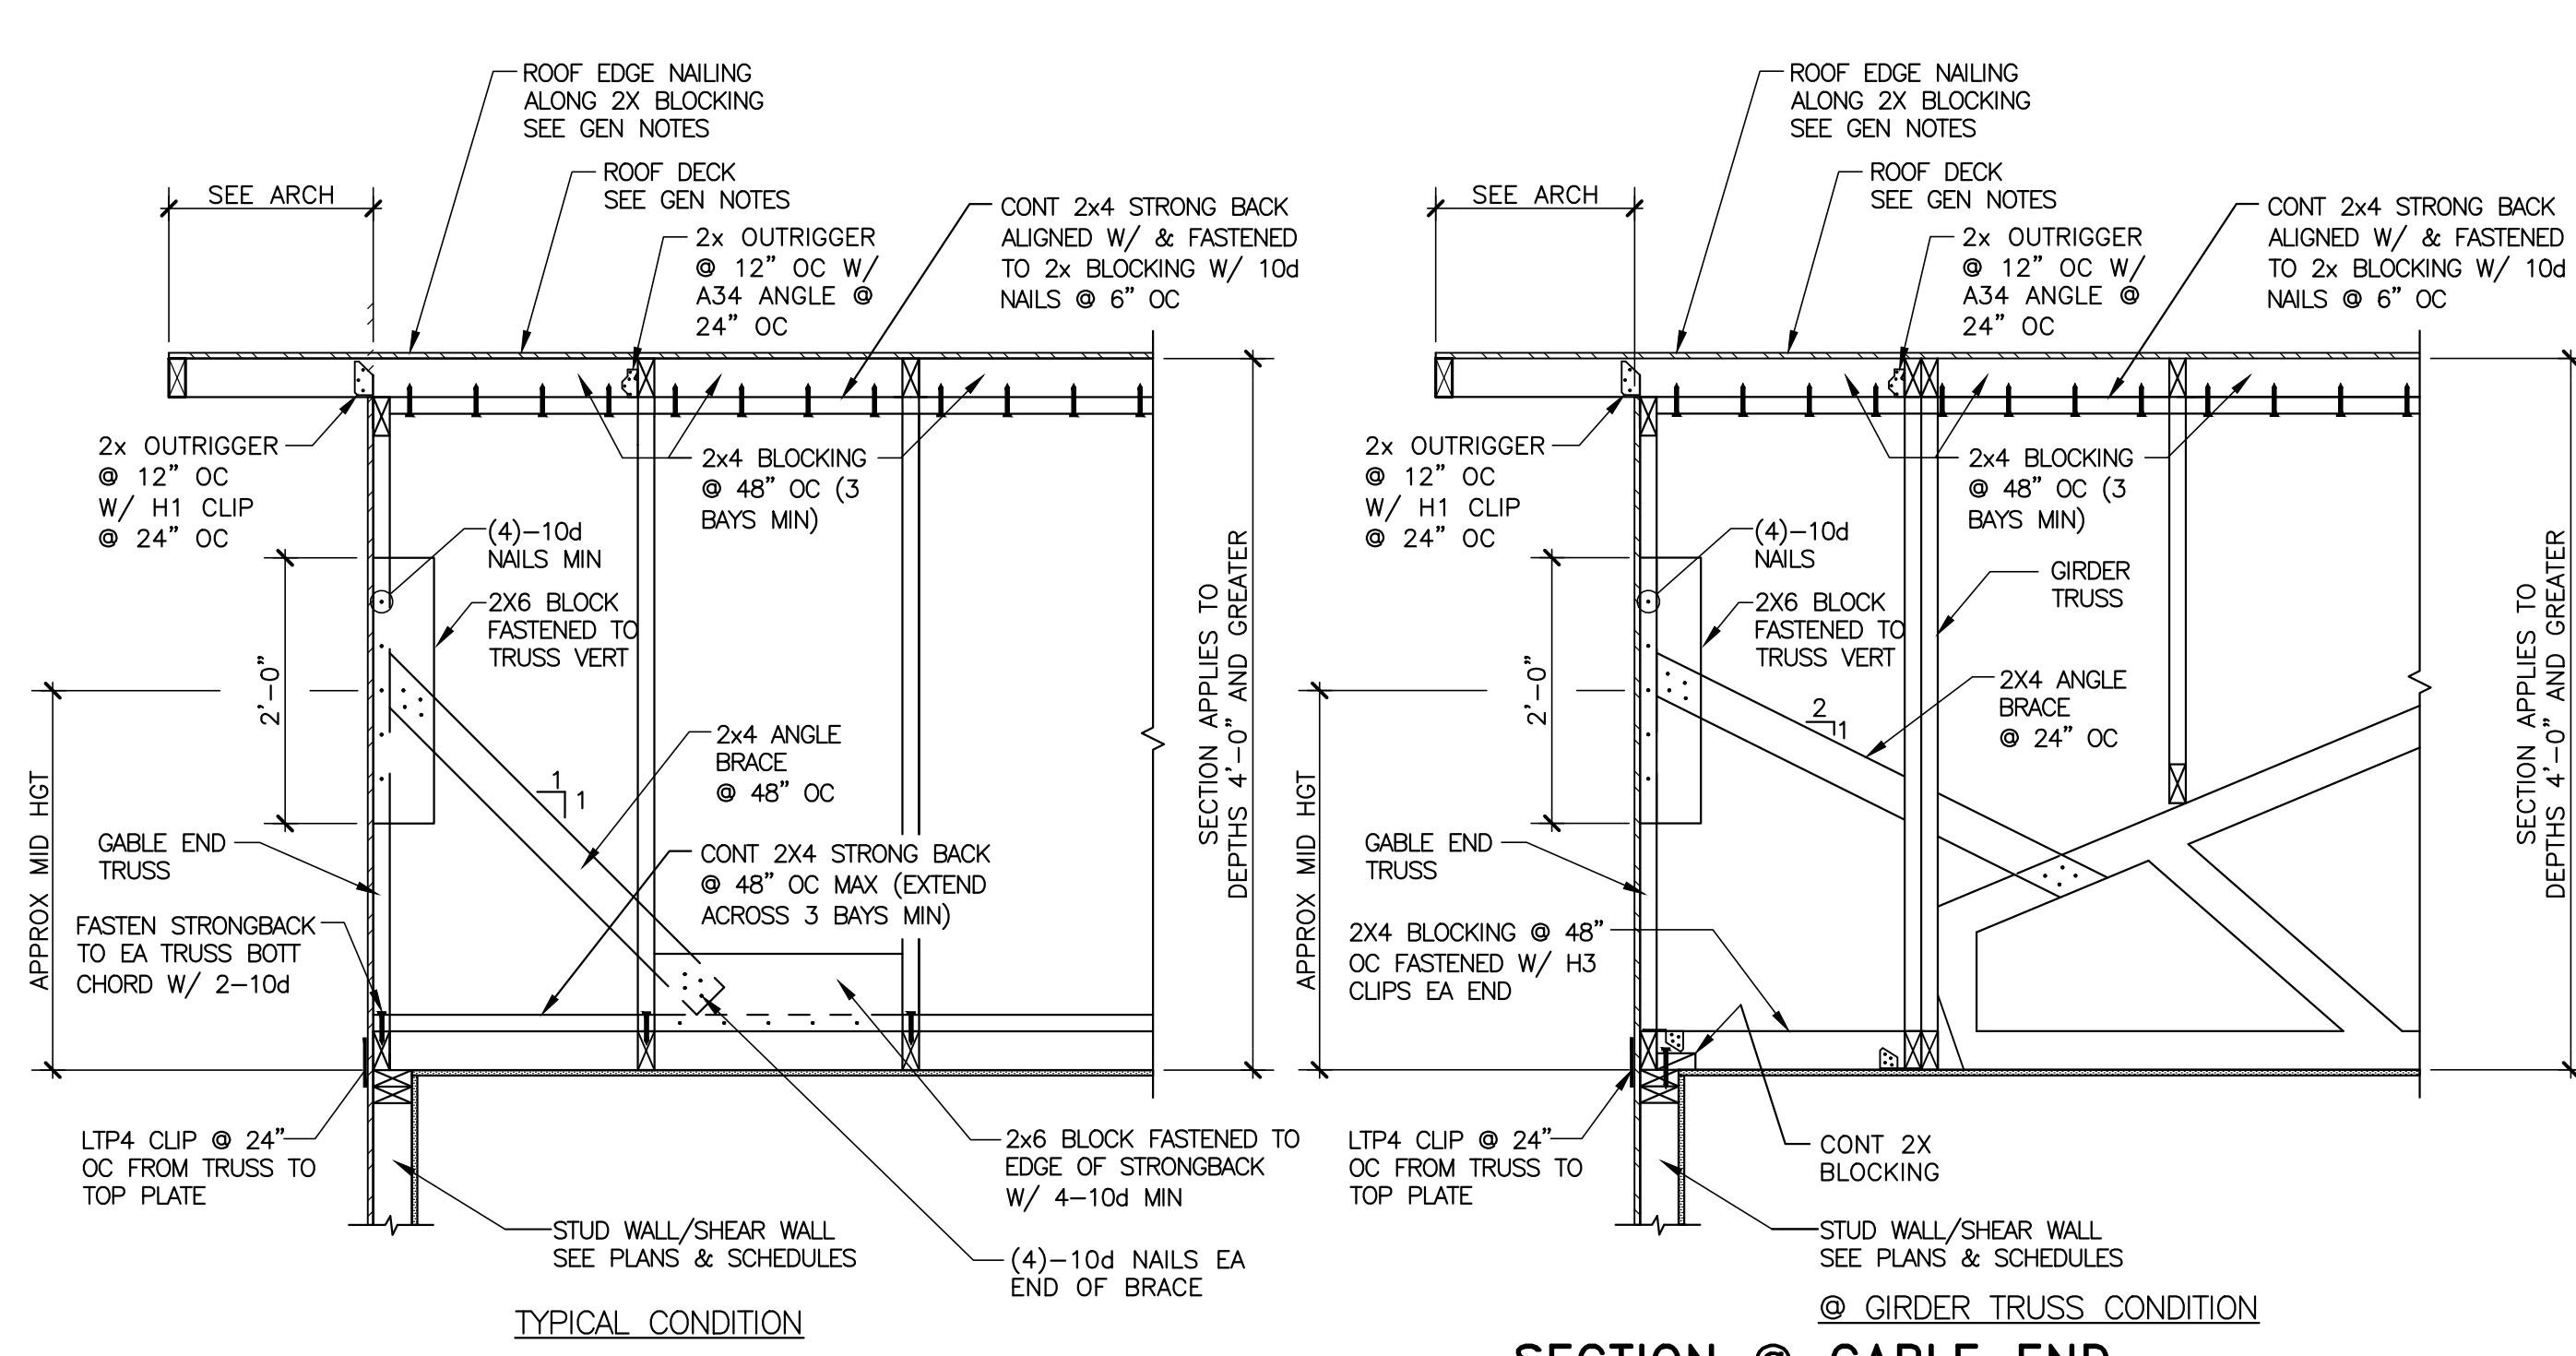 ROOF EDGE NAILING
ALONG 2X BLOCKING
SEE GEN NOTES
ROOF DECK
SEE GEN NOTES
SEE ARCH
2x OUTRIGGER
@ 12" OC W/
A34 ANGLE @
24" OC
CONT 2x4 STRONG BACK
ALIGNED W/ & FASTENED
TO 2x BLOCKING W/ 10d
NAILS @ 6" OC
2x OUTRIGGER
@ 12" OC
W/ H1 CLIP
@ 24" OC
2x4 BLOCKING
@ 48" OC (3
BAYS MIN)
(4)-10d
NAILS MIN
2X6 BLOCK
FASTENED TO
TRUSS VERT
2'-0"
APPROX MID HGT
2x4 ANGLE
BRACE
@ 48" OC
1
1
SECTION APPLIES TO
DEPTHS 4'-0" AND GREATER
GABLE END
TRUSS
CONT 2X4 STRONG BACK
@ 48" OC MAX (EXTEND
ACROSS 3 BAYS MIN)
FASTEN STRONGBACK
TO EA TRUSS BOTT
CHORD W/ 2-10d
LTP4 CLIP @ 24"
OC FROM TRUSS TO
TOP PLATE
2x6 BLOCK FASTENED TO
EDGE OF STRONGBACK
W/ 4-10d MIN
STUD WALL/SHEAR WALL
SEE PLANS & SCHEDULES
(4)-10d NAILS EA
END OF BRACE
TYPICAL CONDITION
ROOF EDGE NAILING
ALONG 2X BLOCKING
SEE GEN NOTES
ROOF DECK
SEE GEN NOTES
SEE ARCH
2x OUTRIGGER
@ 12" OC W/
A34 ANGLE @
24" OC
CONT 2x4 STRONG BACK
ALIGNED W/ & FASTENED
TO 2x BLOCKING W/ 10d
NAILS @ 6" OC
2x OUTRIGGER
@ 12" OC
W/ H1 CLIP
@ 24" OC
2x4 BLOCKING
@ 48" OC (3
BAYS MIN)
(4)-10d
NAILS
GIRDER
TRUSS
2X6 BLOCK
FASTENED TO
TRUSS VERT
2'-0"
APPROX MID HGT
2X4 ANGLE
BRACE
@ 24" OC
2
1
SECTION APPLIES TO
DEPTHS 4'-0" AND GREATER
GABLE END
TRUSS
2X4 BLOCKING @ 48"
OC FASTENED W/ H3
CLIPS EA END
LTP4 CLIP @ 24"
OC FROM TRUSS TO
TOP PLATE
CONT 2X
BLOCKING
STUD WALL/SHEAR WALL
SEE PLANS & SCHEDULES
@ GIRDER TRUSS CONDITION
SECTION @ GABLE END